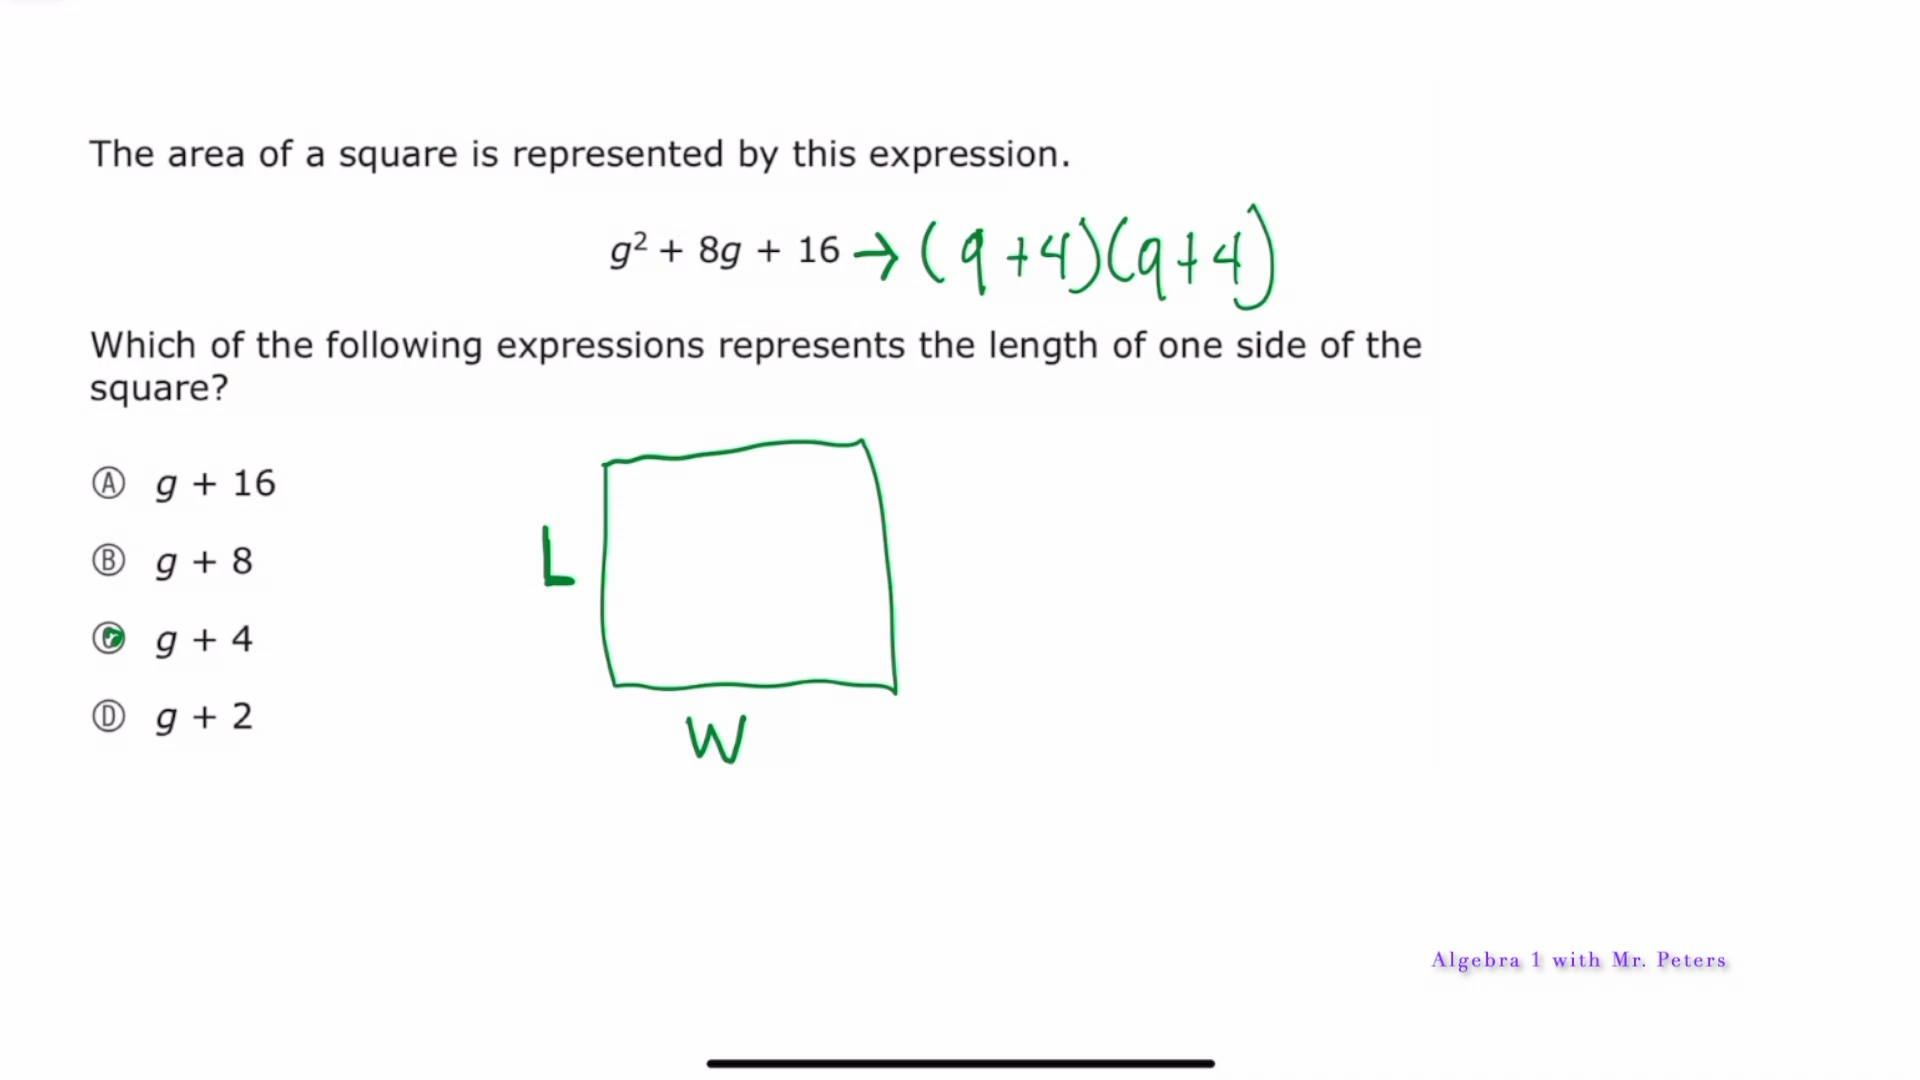 The area of a square is represented by this expression.
g² + 8g + 16 → (g+4)(g+4)
Which of the following expressions represents the length of one side of the
square?
Ⓐ g + 16
Ⓑ g + 8
Ⓒ g + 4
Ⓓ g + 2
L
W
Algebra 1 with Mr. Peters